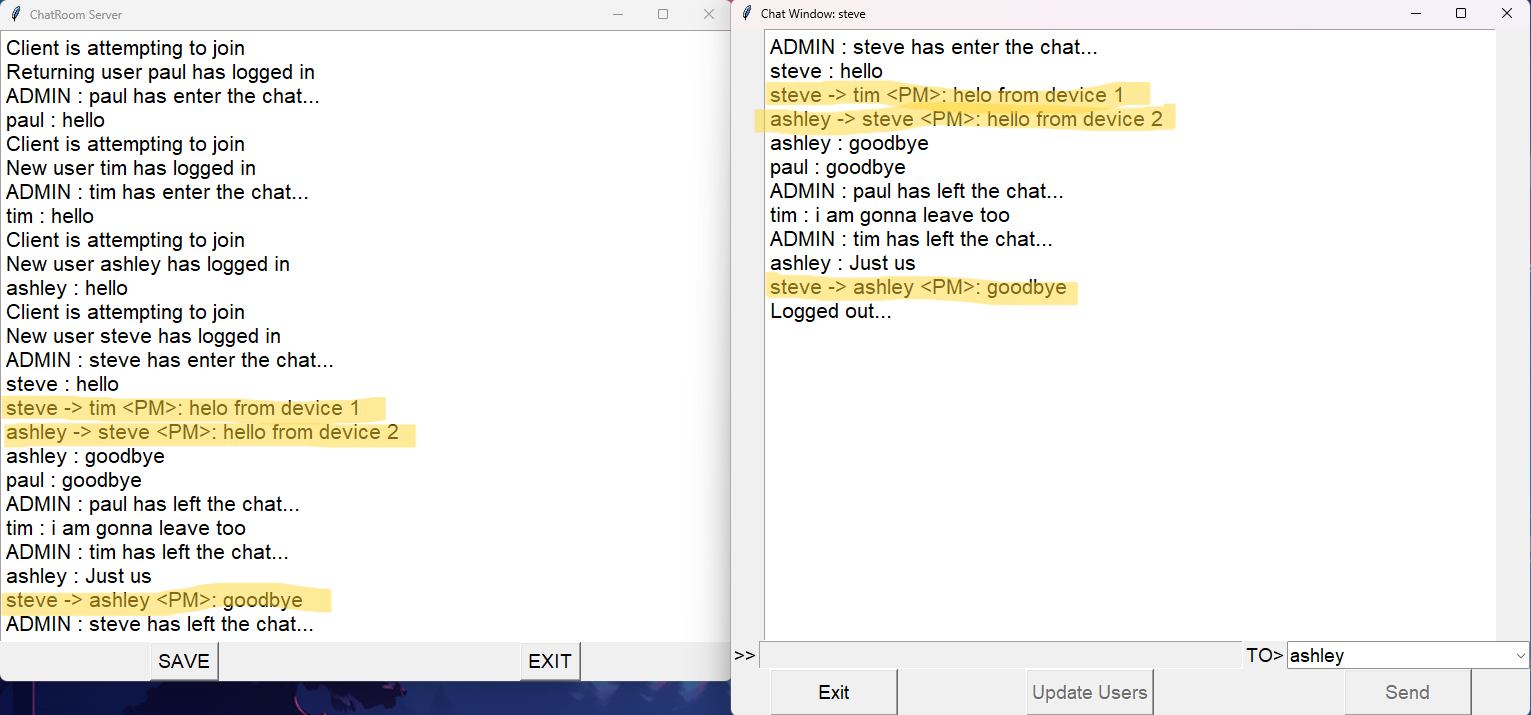 ChatRoom Server
Client is attempting to join
Returning user paul has logged in
ADMIN : paul has enter the chat...
paul : hello
Client is attempting to join
New user tim has logged in
ADMIN : tim has enter the chat...
tim : hello
Client is attempting to join
New user ashley has logged in
ashley : hello
Client is attempting to join
New user steve has logged in
ADMIN : steve has enter the chat...
steve : hello
steve -> tim <PM>: helo from device 1
ashley -> steve <PM>: hello from device 2
ashley : goodbye
paul : goodbye
ADMIN : paul has left the chat...
tim : i am gonna leave too
ADMIN : tim has left the chat...
ashley : Just us
steve -> ashley <PM>: goodbye
ADMIN : steve has left the chat...
SAVE EXIT
Chat Window: steve
ADMIN : steve has enter the chat...
steve : hello
steve -> tim <PM>: helo from device 1
ashley -> steve <PM>: hello from device 2
ashley : goodbye
paul : goodbye
ADMIN : paul has left the chat...
tim : i am gonna leave too
ADMIN : tim has left the chat...
ashley : Just us
steve -> ashley <PM>: goodbye
Logged out...
>> TO> ashley
Exit Update Users Send